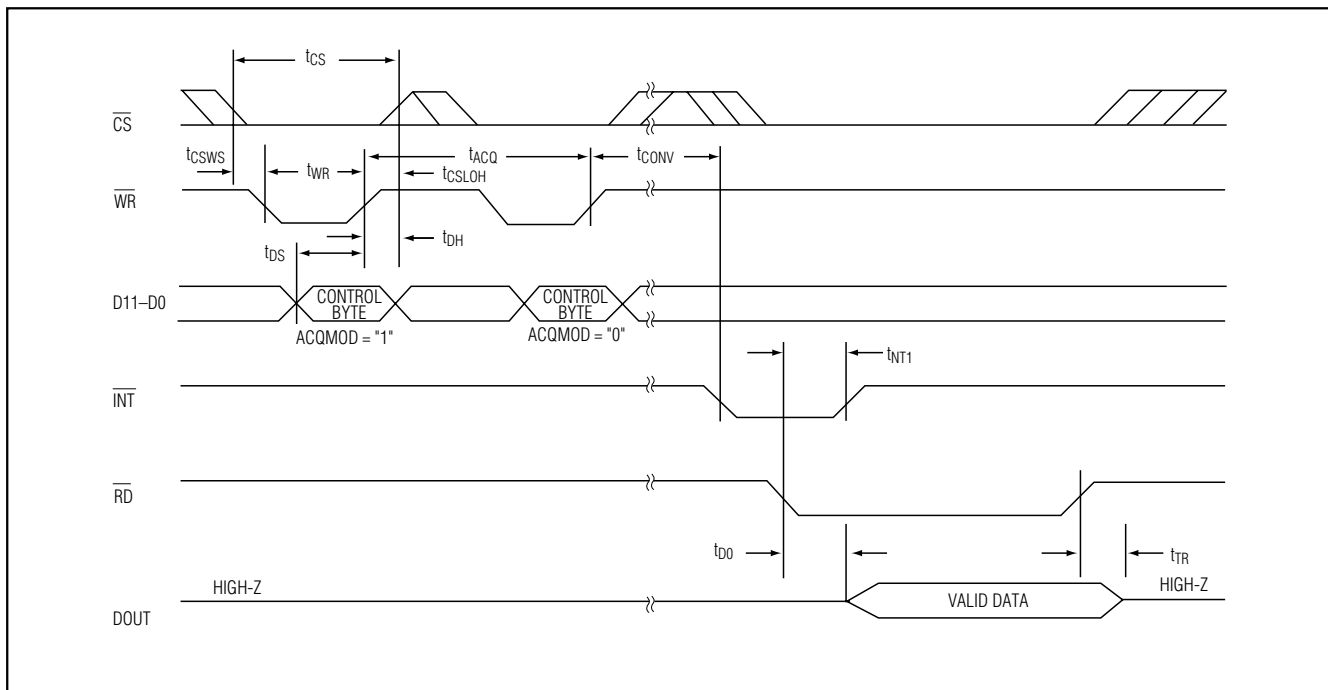 tCS
CS
tCSWS
tWR
tACQ
tCONV
tCSLOH
WR
tDH
tDS
D11–D0
CONTROL
BYTE
CONTROL
BYTE
ACQMOD = "1"
ACQMOD = "0"
tNT1
INT
RD
tD0
tTR
HIGH-Z
VALID DATA
HIGH-Z
DOUT